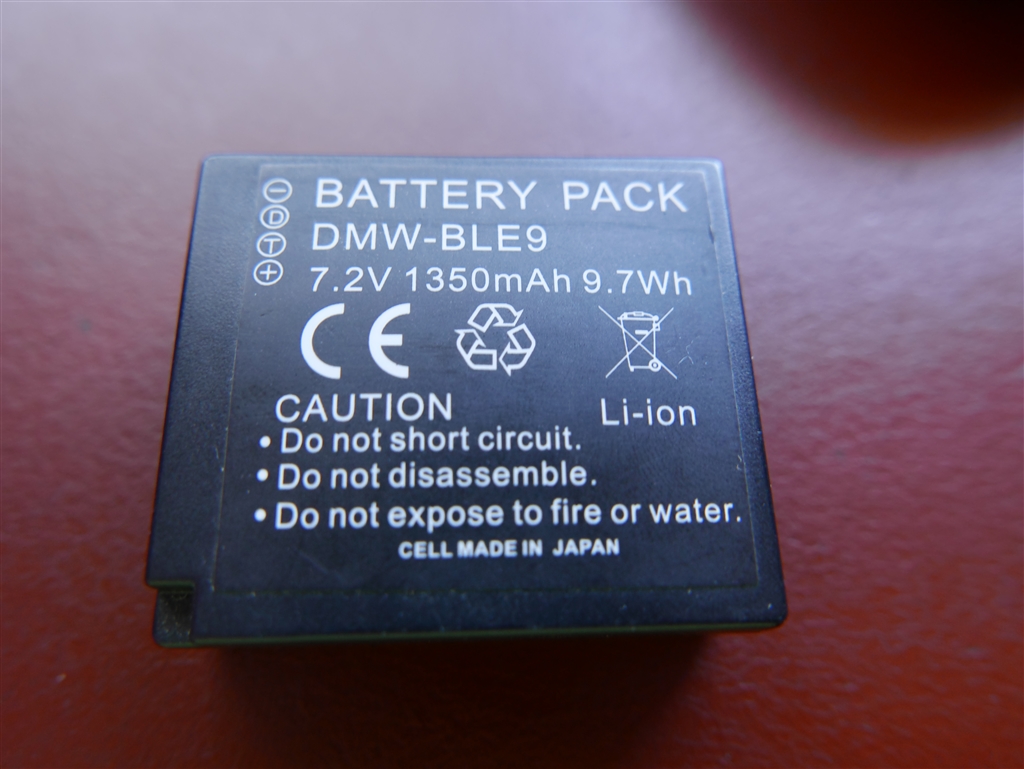 ⊖ BATTERY PACK
Ⓓ DMW-BLE9
Ⓣ
⊕ 7.2V 1350mAh 9.7Wh
CE
CAUTION Li-ion
• Do not short circuit.
• Do not disassemble.
• Do not expose to fire or water.
CELL MADE IN JAPAN